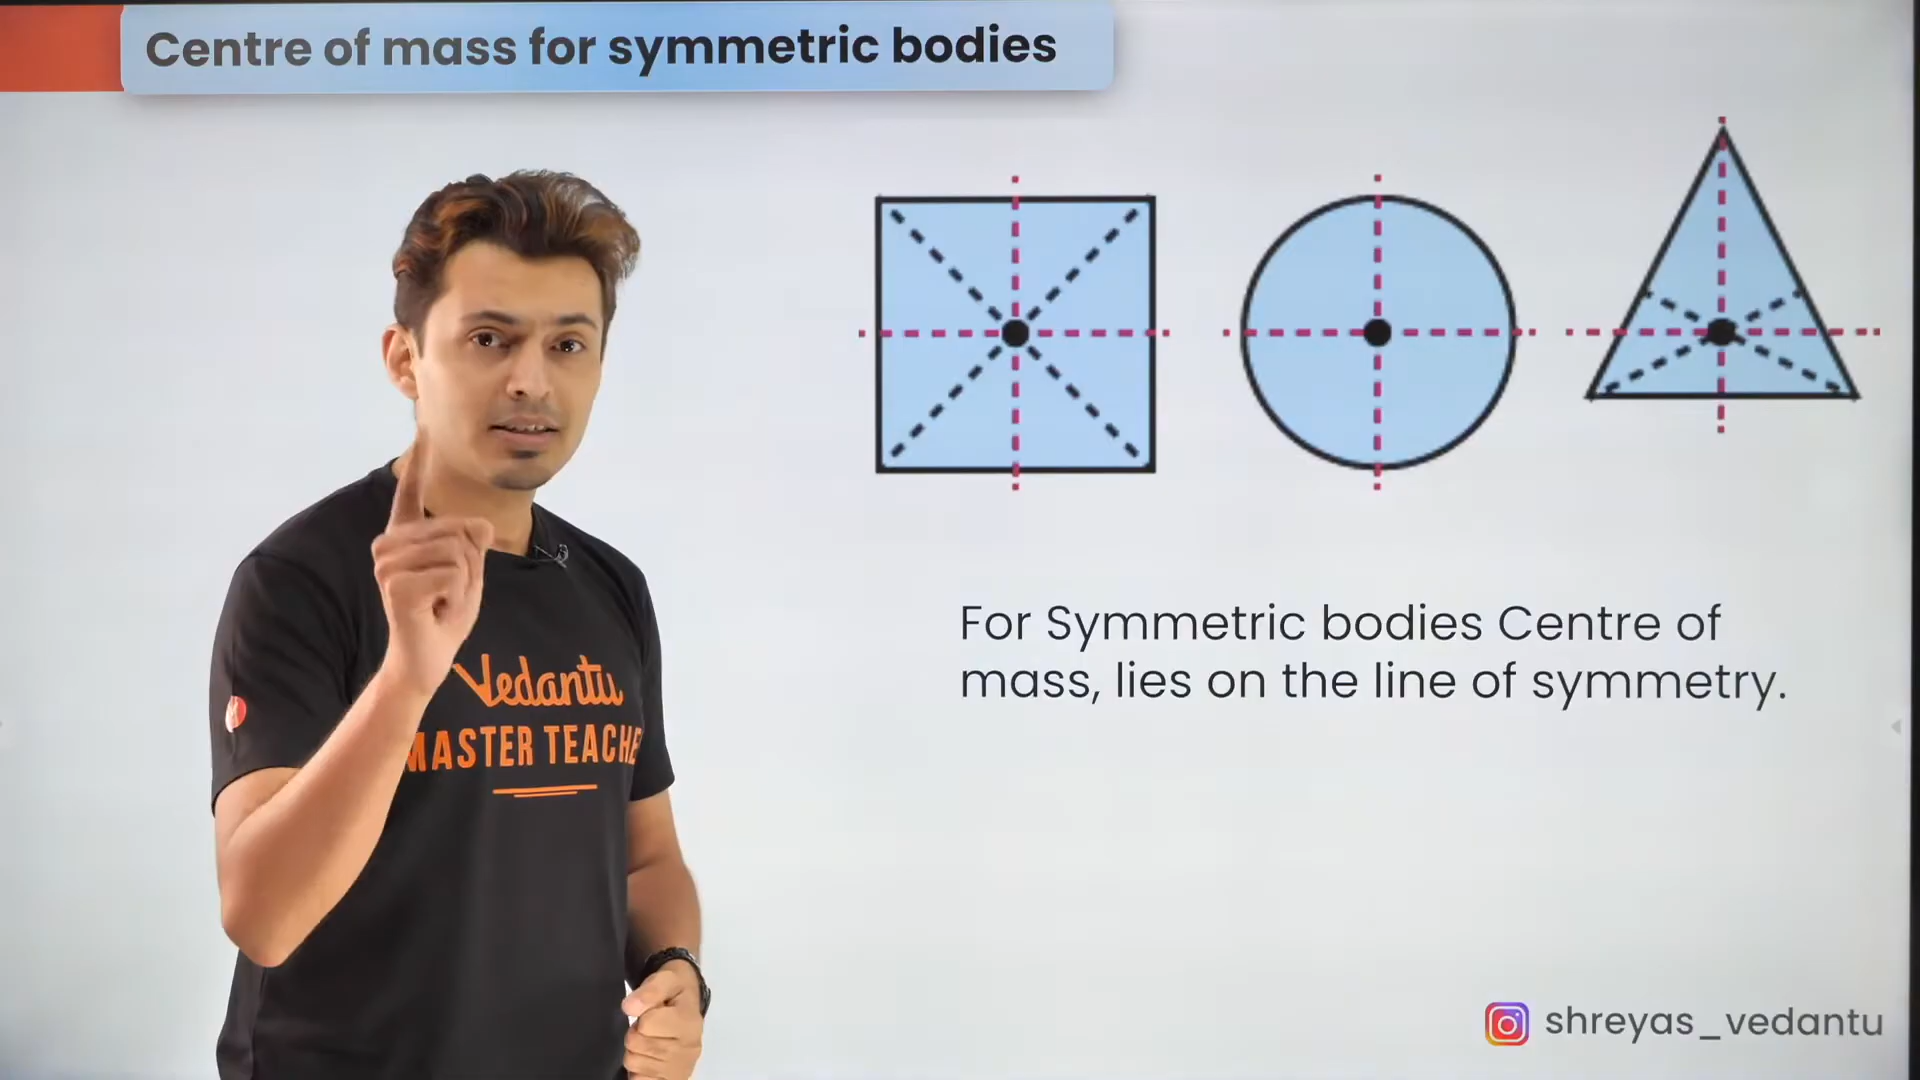 Centre of mass for symmetric bodies
For Symmetric bodies Centre of
mass, lies on the line of symmetry.
Vedantu
MASTER TEACHE
shreyas_vedantu